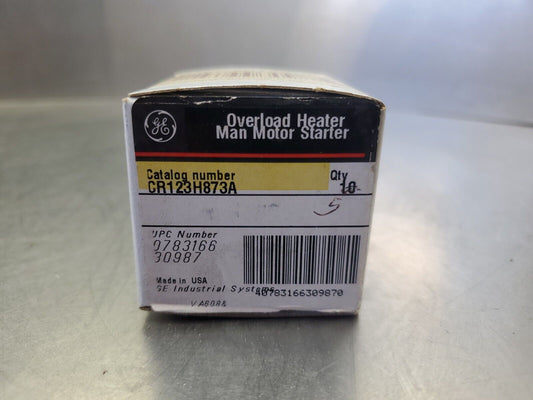 GE
Overload Heater
Man Motor Starter
Catalog number
CR123H873A
Qty
10
5
UPC Number
0783166
30987
Made in USA
GE Industrial Systems
40783166309870